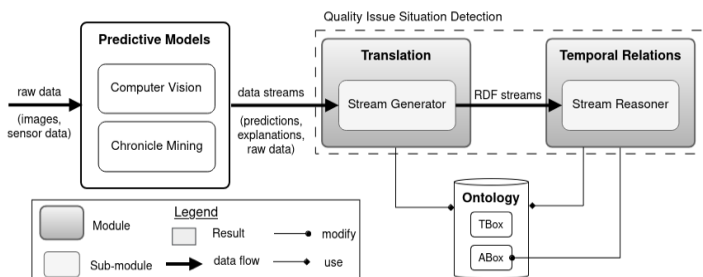 Quality Issue Situation Detection
Predictive Models
Computer Vision
Chronicle Mining
raw data
(images,
sensor data)
data streams
(predictions,
explanations,
raw data)
Translation
Stream Generator
RDF streams
Temporal Relations
Stream Reasoner
Ontology
TBox
ABox
Legend
Module
Result
modify
Sub-module
data flow
use